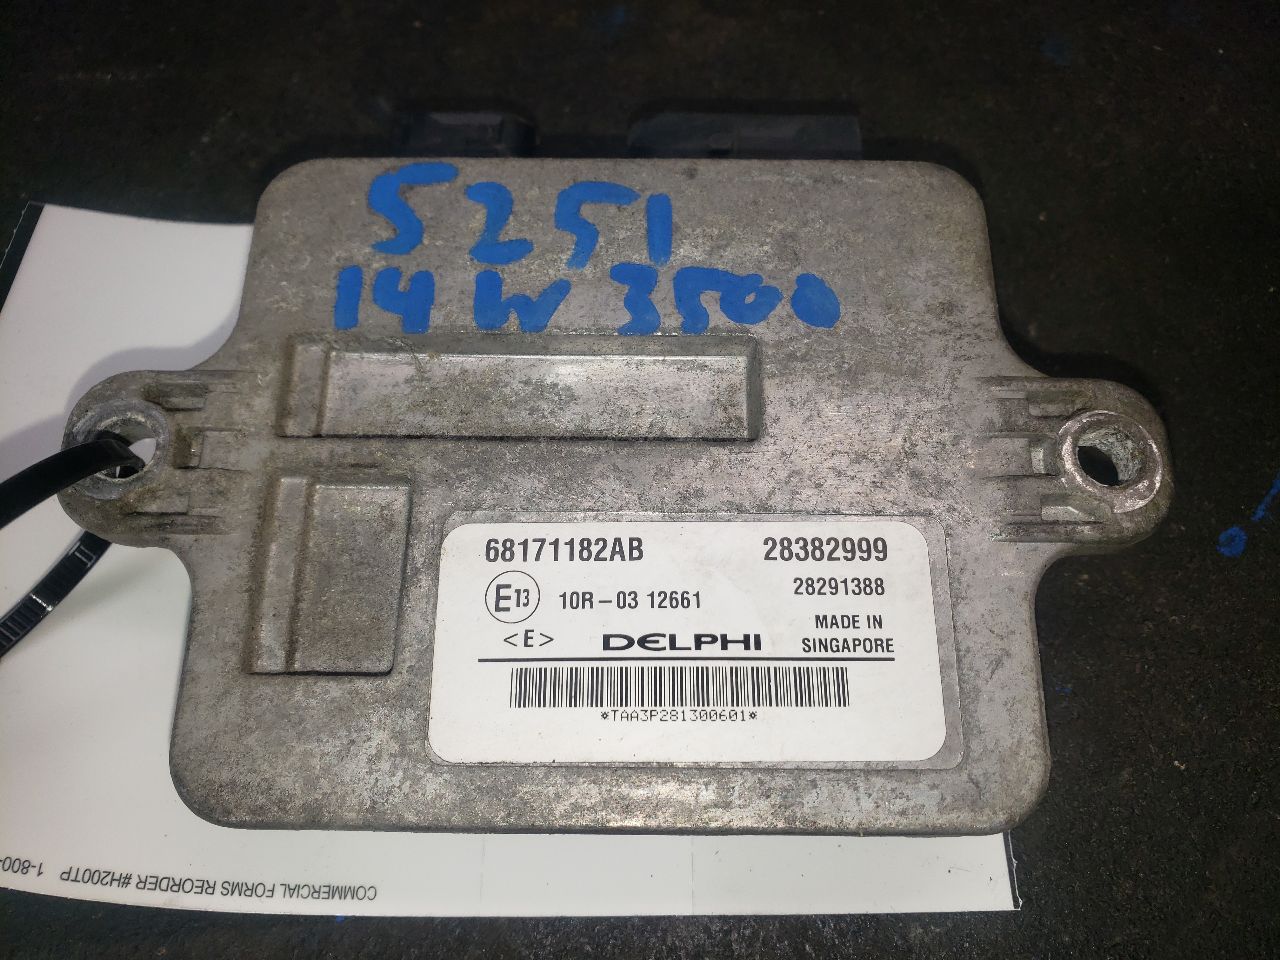 5251
14 W 3500
68171182AB 28382999
E13 10R-03 12661 28291388
<E> DELPHI MADE IN
SINGAPORE
*TAA3P281300601*
COMMERCIAL FORMS REORDER #H200TP 1-800-